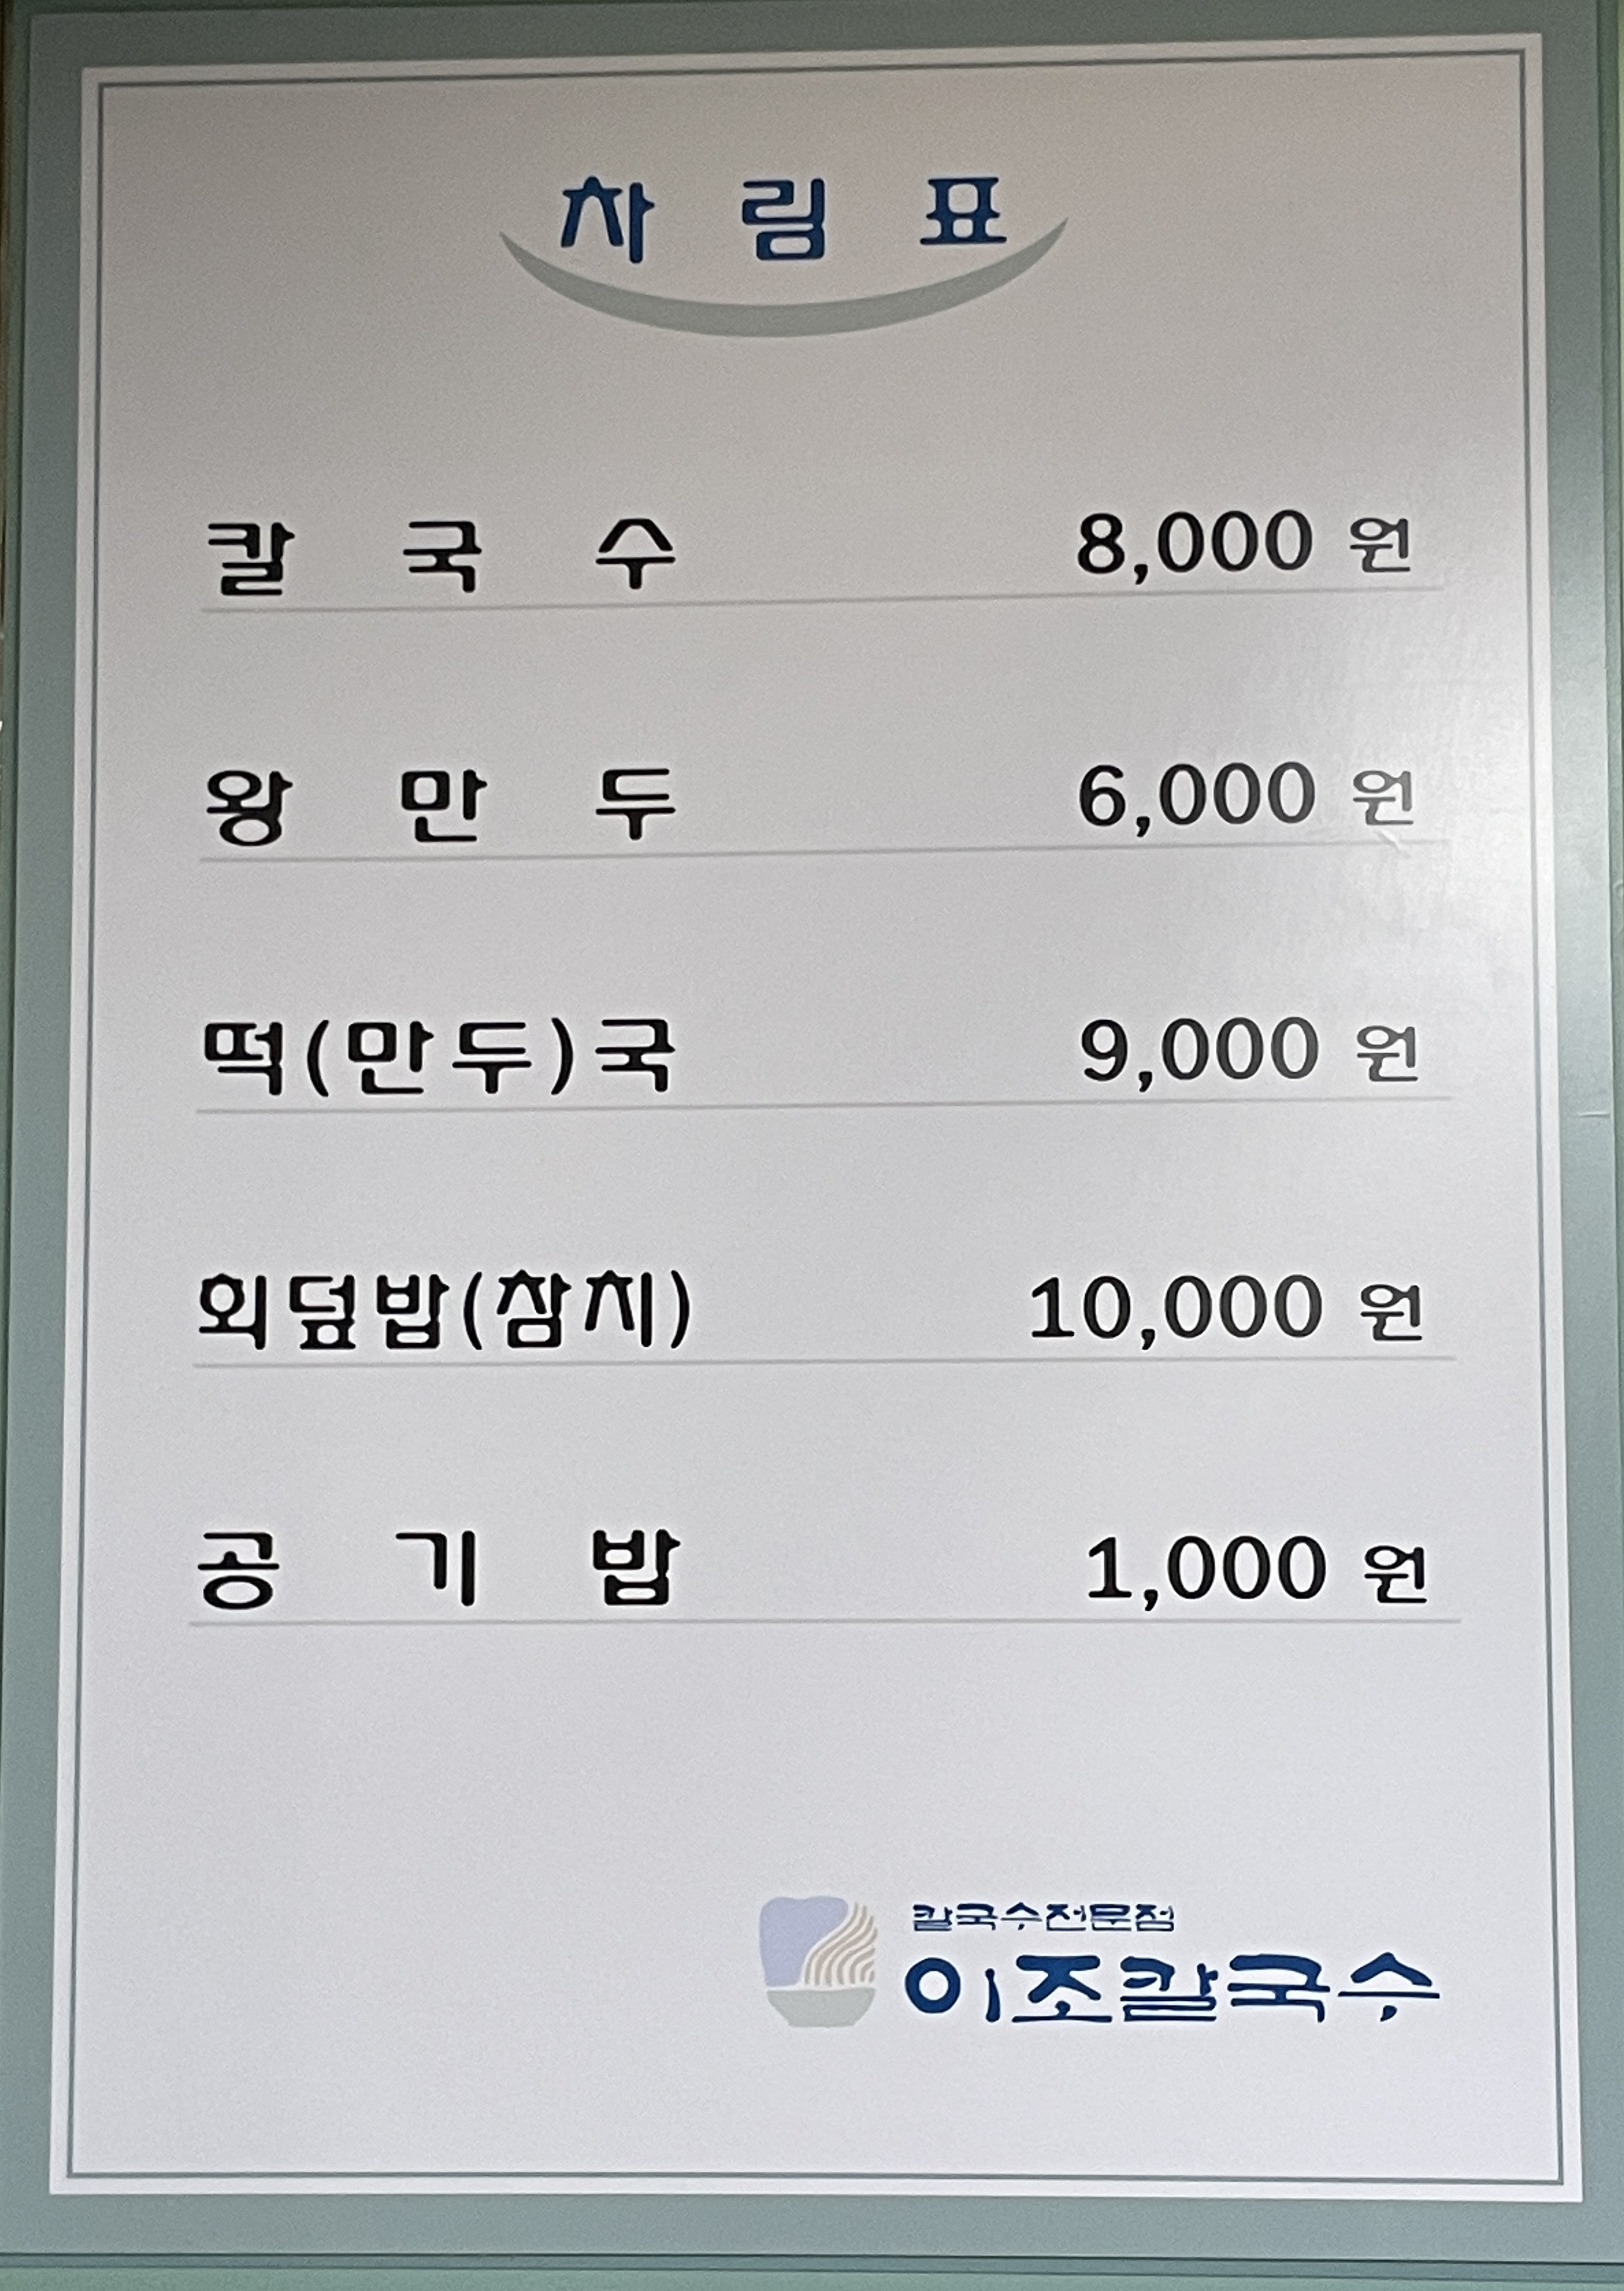 차 림 표
칼 국 수 8,000 원
왕 만 두 6,000 원
떡(만두)국 9,000 원
회덮밥(참치) 10,000 원
공 기 밥 1,000 원
칼국수전문점
이조칼국수